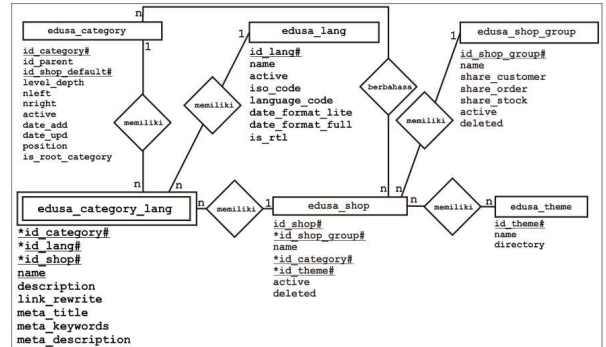 n
edusa_category
id_category#
id_parent
id_shop_default#
level_depth
nleft
nright
active
date_add
date_upd
position
is_root_category
1
memiliki
n
1
edusa_lang
id_lang#
name
active
iso_code
language_code
date_format_lite
date_format_full
is_rtl
memiliki
n
berbahasa
n
1
edusa_shop_group
id_shop_group#
name
share_customer
share_order
share_stock
active
deleted
memiliki
n
edusa_category_lang
*id_category#
*id_lang#
*id_shop#
name
description
link_rewrite
meta_title
meta_keywords
meta_description
n
memiliki
1
edusa_shop
id_shop#
*id_shop_group#
name
*id_category#
*id_theme#
active
deleted
n
memiliki
n
edusa_theme
id_theme#
name
directory